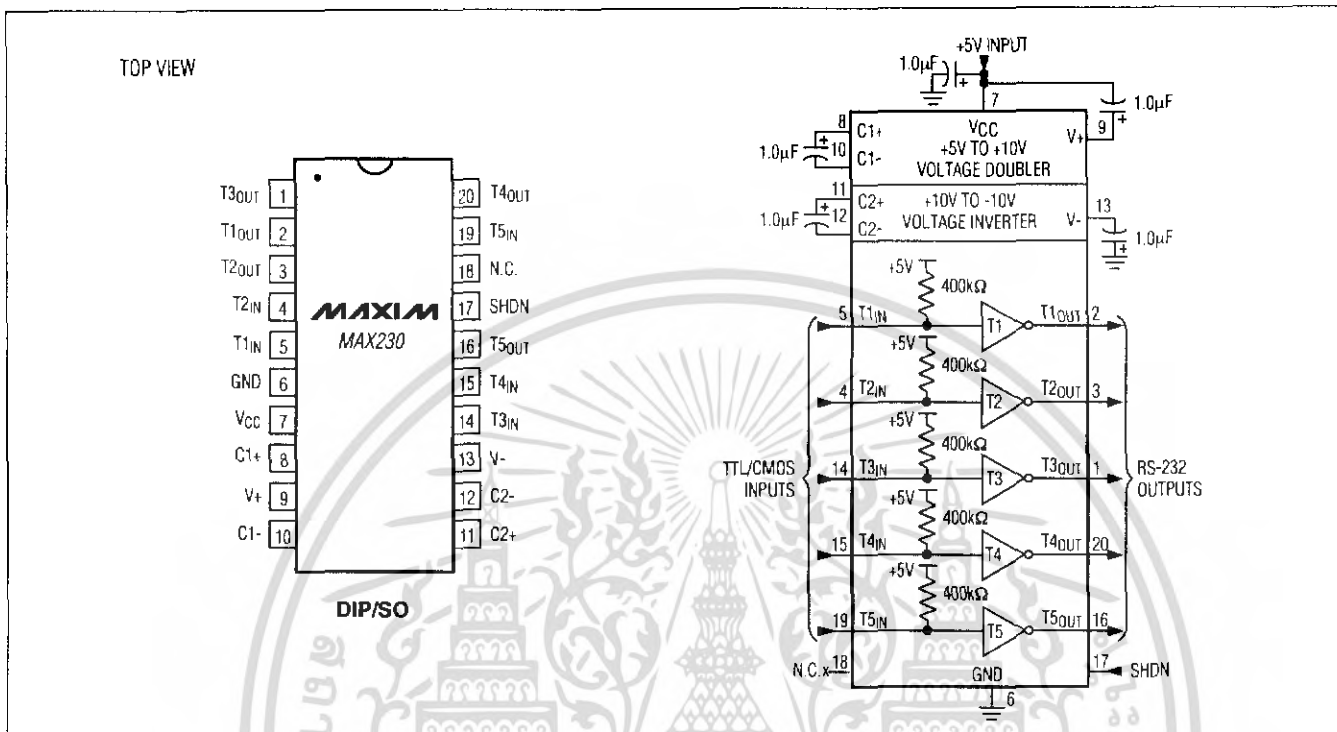 TOP VIEW
T3OUT 1
T1OUT 2
T2OUT 3
T2IN 4
T1IN 5
GND 6
VCC 7
C1+ 8
V+ 9
C1- 10
MAXIM
MAX230
20 T4OUT
19 T5IN
18 N.C.
17 SHDN
16 T5OUT
15 T4IN
14 T3IN
13 V-
12 C2-
11 C2+
DIP/SO
+5V INPUT
1.0µF
+
7
1.0µF
+
8 C1+
1.0µF + 10 C1-
VCC
+5V TO +10V
VOLTAGE DOUBLER
V+ 9
11 C2+
1.0µF + 12 C2-
+10V TO -10V
VOLTAGE INVERTER
V- 13
1.0µF
+
+5V
400kΩ
5 T1IN T1 T1OUT 2
+5V
400kΩ
4 T2IN T2 T2OUT 3
+5V
400kΩ
TTL/CMOS
INPUTS
14 T3IN T3 T3OUT 1
RS-232
OUTPUTS
+5V
400kΩ
15 T4IN T4 T4OUT 20
+5V
400kΩ
19 T5IN T5 T5OUT 16
N.C.x 18
GND
17 SHDN
6